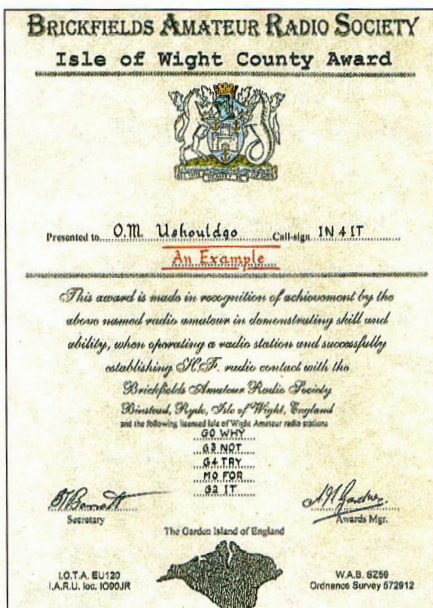 BRICKFIELDS AMATEUR RADIO SOCIETY
Isle of Wight County Award
Presented to O.M. Ushouldgo Call-sign IN4IT
An Example
This award is made in recognition of achievement by the
above named radio amateur in demonstrating skill and
ability, when operating a radio station and successfully
establishing H.F. radio contact with the
Brickfields Amateur Radio Society
Binstead, Ryde, Isle of Wight, England
and the following licensed Isle of Wight Amateur radio stations
G0 WHY
G3 NOT
G4 TRY
M0 FOR
G2 IT
Secretary
Awards Mgr.
The Garden Island of England
I.O.T.A. EU120
I.A.R.U. loc. IO90JR
W.A.B. SZ59
Ordnance Survey 572912